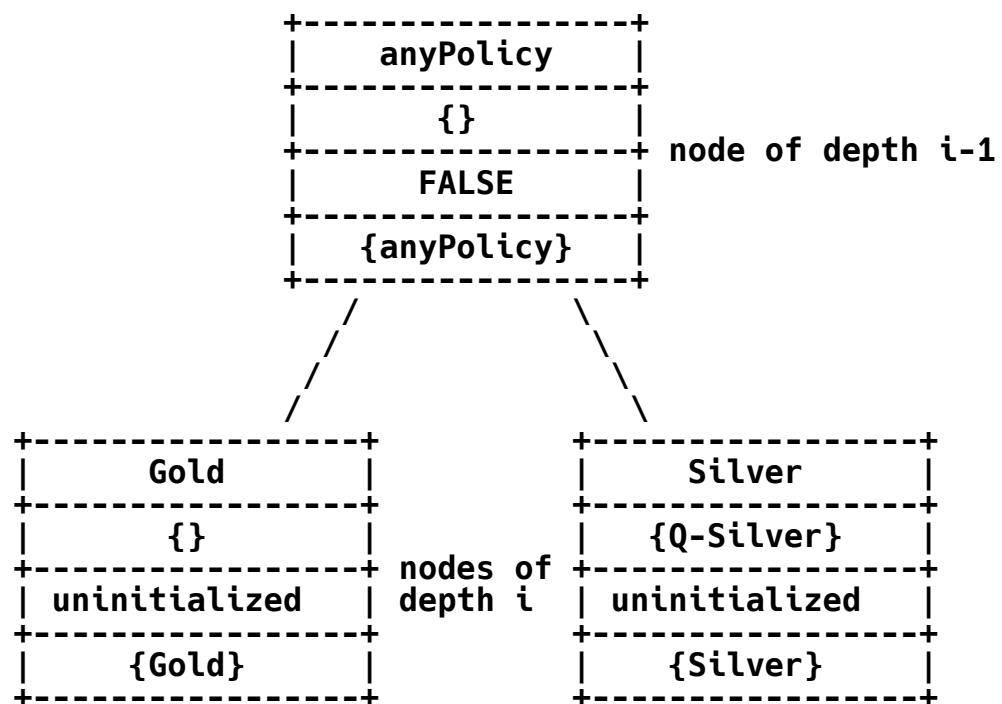 +-----------------+
|    anyPolicy    |
+-----------------+
|       {}        |
+-----------------+ node of depth i-1
|      FALSE      |
+-----------------+
|   {anyPolicy}   |
+-----------------+
   /           \
  /             \
 /               \
/                 \
+-----------------+          +-----------------+
|      Gold       |          |     Silver      |
+-----------------+          +-----------------+
|       {}        |          |   {Q-Silver}    |
+-----------------+ nodes of +-----------------+
| uninitialized   | depth i  | uninitialized   |
+-----------------+          +-----------------+
|     {Gold}      |          |    {Silver}     |
+-----------------+          +-----------------+